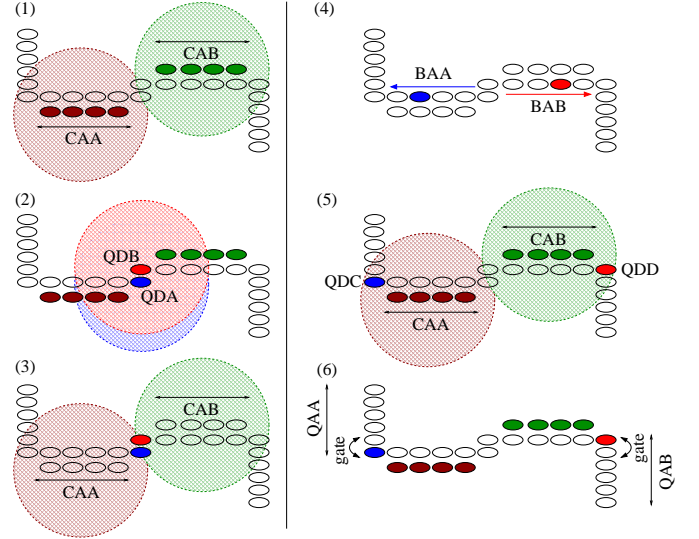 (1)
CAB
CAA
(2)
QDB
QDA
(3)
CAB
CAA
(4)
BAA
BAB
(5)
CAB
QDC
QDD
CAA
(6)
QAA
gate
gate
QAB